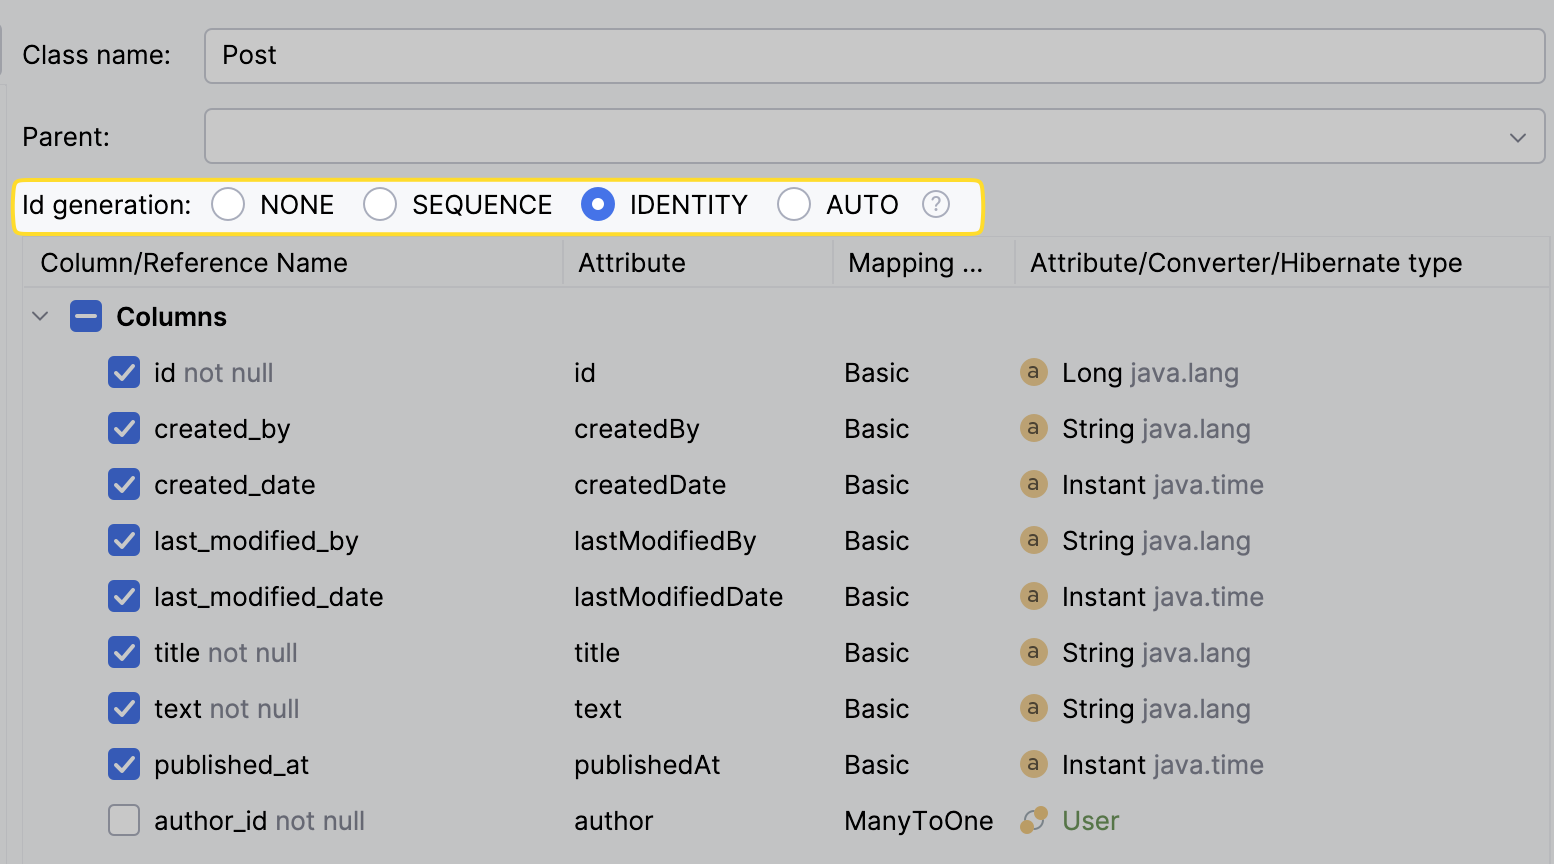 Class name: Post
Parent:
Id generation: NONE SEQUENCE IDENTITY AUTO ?
Column/Reference Name Attribute Mapping ... Attribute/Converter/Hibernate type
Columns
id not null id Basic a Long java.lang
created_by createdBy Basic a String java.lang
created_date createdDate Basic a Instant java.time
last_modified_by lastModifiedBy Basic a String java.lang
last_modified_date lastModifiedDate Basic a Instant java.time
title not null title Basic a String java.lang
text not null text Basic a String java.lang
published_at publishedAt Basic a Instant java.time
author_id not null author ManyToOne User